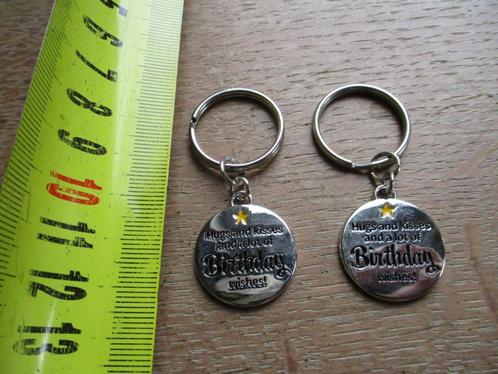 6
7
8
9
10
11
12
13
Hugs and kisses
and a lot of
Birthday
wishes!
Hugs and kisses
and a lot of
Birthday
wishes!